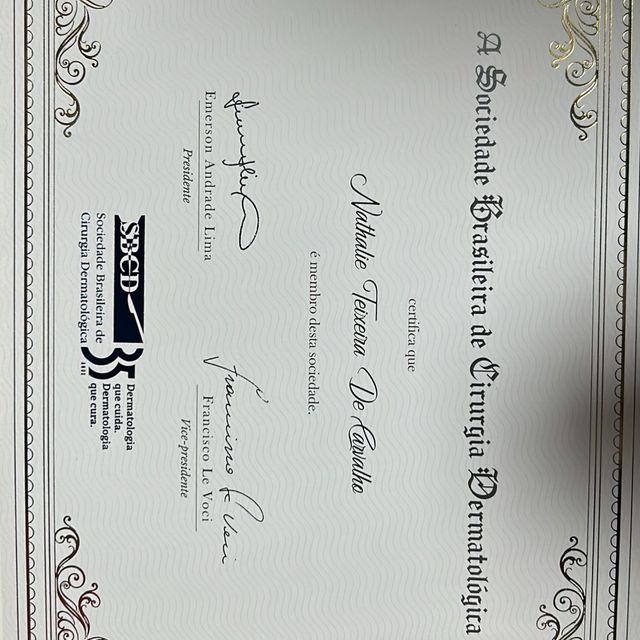 A Sociedade Brasileira de Cirurgia Dermatológica
certifica que
Nathalie Teixeira De Carvalho
é membro desta sociedade.
Emerson Andrade Lima
Presidente
Francisco Le Voci
Vice-presidente
SBCD
Sociedade Brasileira de
Cirurgia Dermatológica
35
Dermatologia
que cuida.
Dermatologia
que cura.